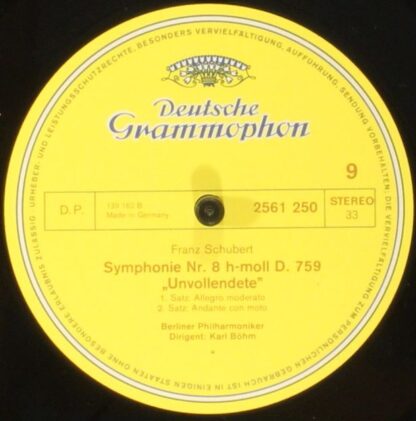 URHEBER- UND LEISTUNGSSCHUTZRECHTE, BESONDERS VERVIELFÄLTIGUNG, AUFFÜHRUNG, SENDUNG VORBEHALTEN; DIE VERVIELFÄLTIGUNG ZUM PERSÖNLICHEN GEBRAUCH IST IN EINIGEN STAATEN OHNE BESONDERE ERLAUBNIS ZULÄSSIG.
Deutsche
Grammophon
9
D.P.
139 162 B
Made in Germany
2561 250
STEREO
33
Franz Schubert
Symphonie Nr. 8 h-moll D. 759
„Unvollendete"
1. Satz: Allegro moderato
2. Satz: Andante con moto
Berliner Philharmoniker
Dirigent: Karl Böhm